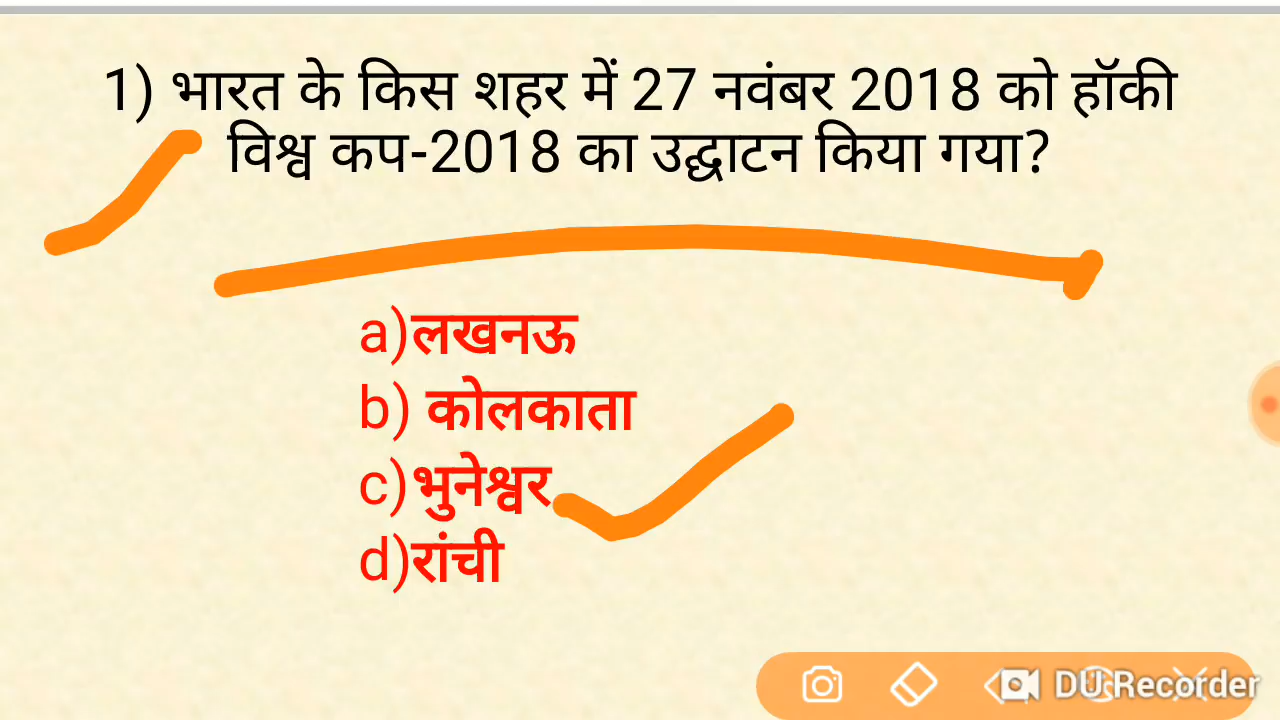 1) भारत के किस शहर में 27 नवंबर 2018 को हॉकी
विश्व कप-2018 का उद्घाटन किया गया?
a)लखनऊ
b) कोलकाता
c)भुनेश्वर
d)रांची
DU Recorder